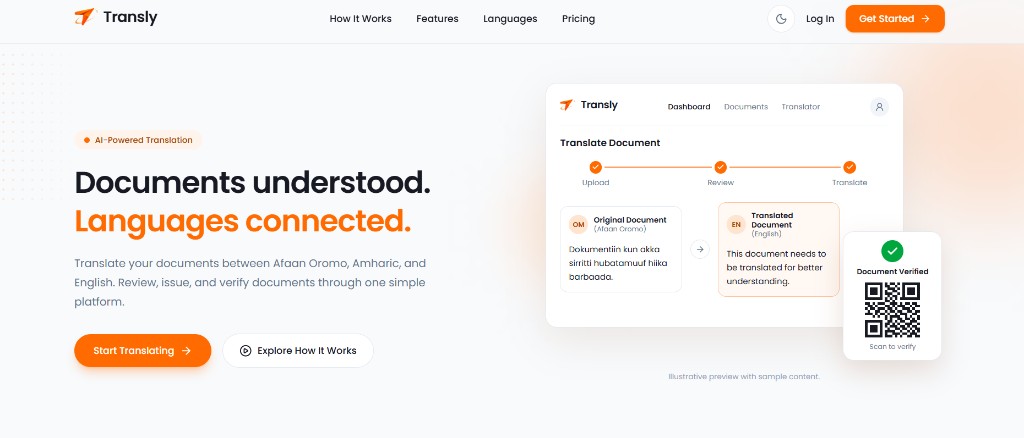 Transly
How It Works
Features
Languages
Pricing
Log In
Get Started
AI-Powered Translation
Documents understood.
Languages connected.
Translate your documents between Afaan Oromo, Amharic, and
English. Review, issue, and verify documents through one simple
platform.
Start Translating
Explore How It Works
Transly
Dashboard
Documents
Translator
Translate Document
Upload
Review
Translate
OM
Original Document
(Afaan Oromo)
Dokumentiin kun akka
sirritti hubatamuuf hiika
barbaada.
EN
Translated
Document
(English)
This document needs to
be translated for better
understanding.
Document Verified
Scan to verify
Illustrative preview with sample content.